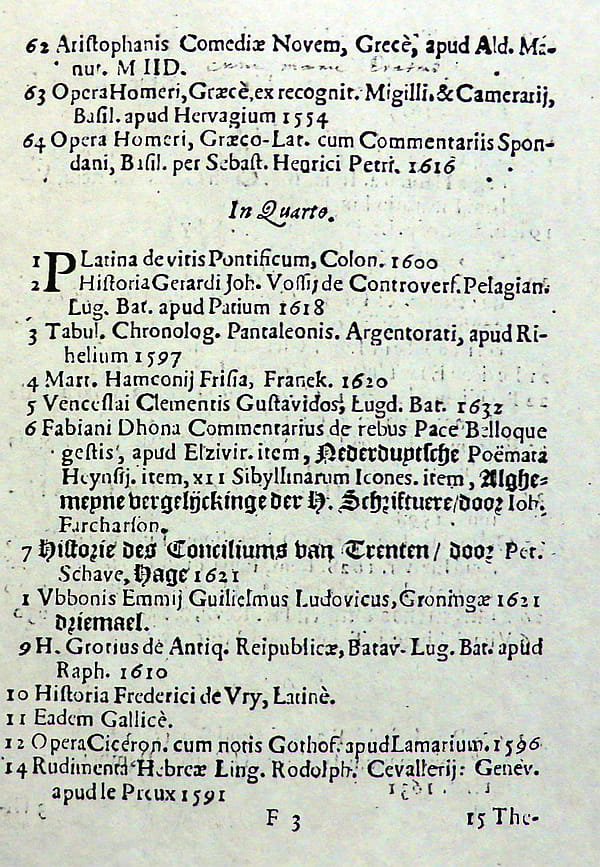 62 Ariſtophanis Comediæ Novem, Grecè, apud Ald. Ma-
nut. M IID.
63 Opera Homeri, Græcè, ex recognit. Migilli. & Camerarij,
Baſil. apud Hervagium 1554
64 Opera Homeri, Græco-Lat. cum Commentariis Spon-
dani, Baſil. per Sebaſt. Henrici Petri. 1616
In Quarto.
1 PLatina de vitis Pontificum, Colon. 1600
2 Hiſtoria Gerardi Joh. Voſſij de Controverſ. Pelagian.
Lug. Bat. apud Patium 1618
3 Tabul. Chronolog. Pantaleonis. Argentorati, apud Ri-
helium 1597
4 Mart. Hamconij Friſia, Franek. 1620
5 Venceſlai Clementis Guſtavidos, Lugd. Bat. 1632
6 Fabiani Dhona Commentarius de rebus Pace Belloque
geſtis, apud Elzivir. item, Nederduytſche Poëmata
Heynſij. item, XII Sibyllinarum Icones. item, Alghe-
meyne vergelijckinge der H. Schriftuere/ door Ioh.
Farcharſon.
7 Hiſtorie des Conciliums van Trenten/ door Pet.
Schave, Hage 1621
1 Vbbonis Emmij Guilielmus Ludovicus, Groningæ 1621
driemael.
9 H. Grotius de Antiq. Reipublicæ, Batav. Lug. Bat. apud
Raph. 1610
10 Hiſtoria Frederici de Vry, Latinè.
11 Eadem Gallicè.
12 Opera Ciceron. cum notis Gothof. apud Lamarium. 1596
14 Rudimenta Hebreæ Ling. Rodolph. Cevallerij: Genev.
apud le Preux 1591
F 3 15 The-